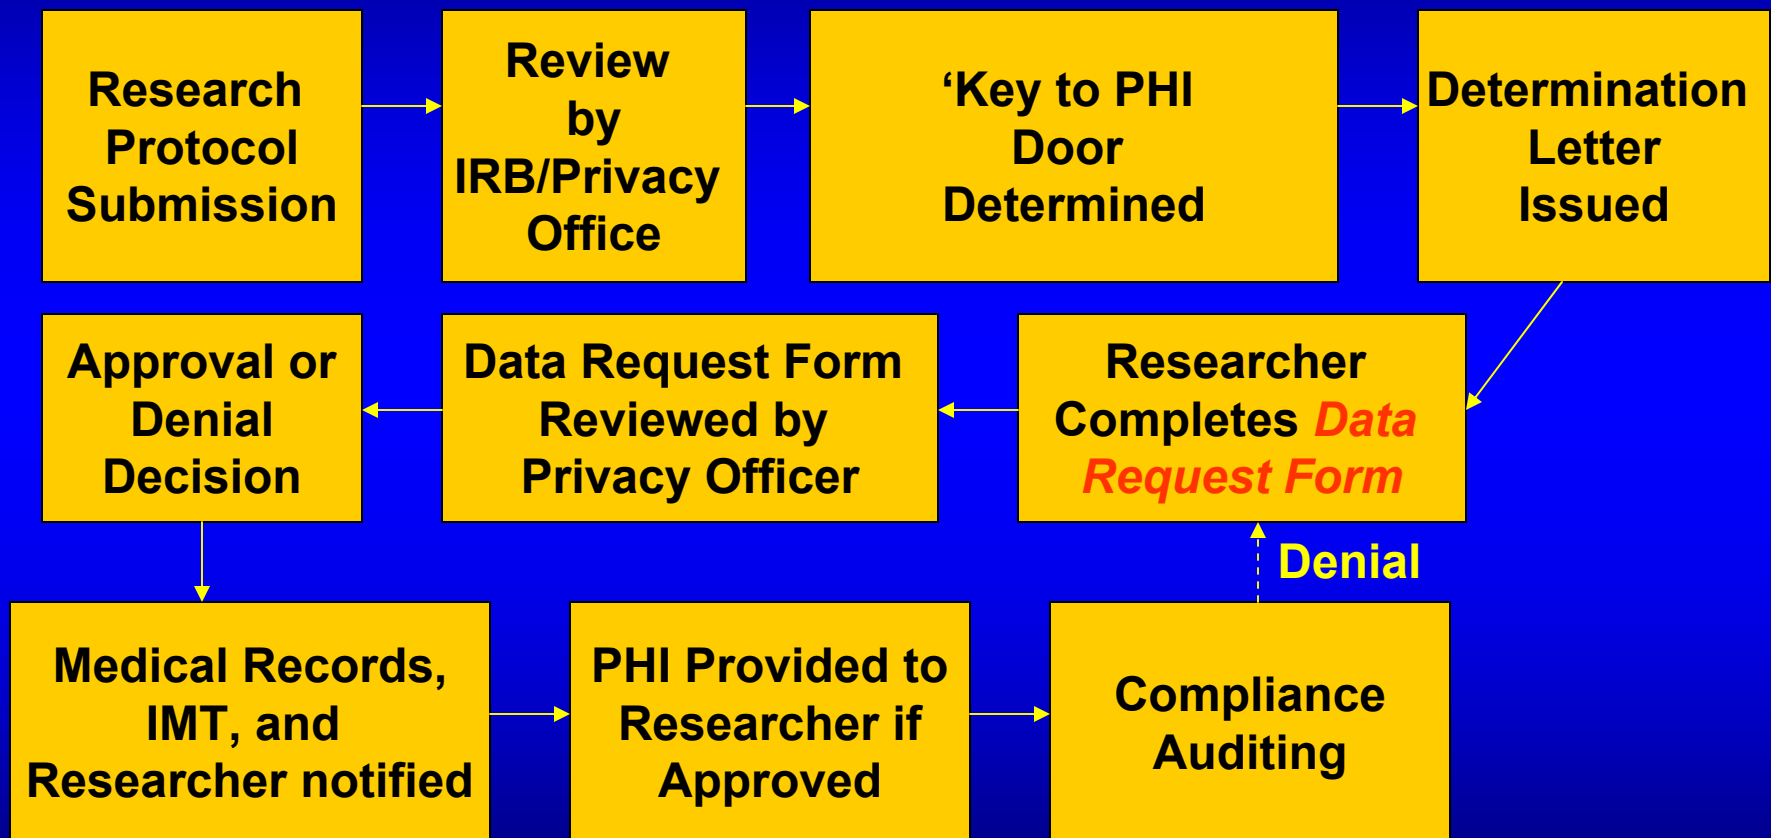 Research
Protocol
Submission
Review
by
IRB/Privacy
Office
‘Key to PHI
Door
Determined
Determination
Letter
Issued
Approval or
Denial
Decision
Data Request Form
Reviewed by
Privacy Officer
Researcher
Completes Data
Request Form
Denial
Medical Records,
IMT, and
Researcher notified
PHI Provided to
Researcher if
Approved
Compliance
Auditing